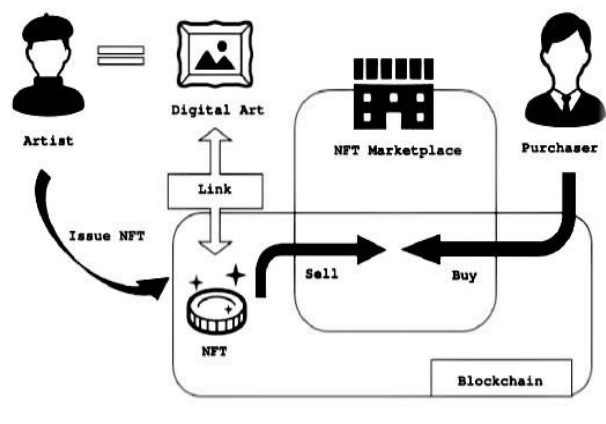 Digital Art
Artist
NFT Marketplace
Purchaser
Link
Issue NFT
Sell
Buy
NFT
Blockchain